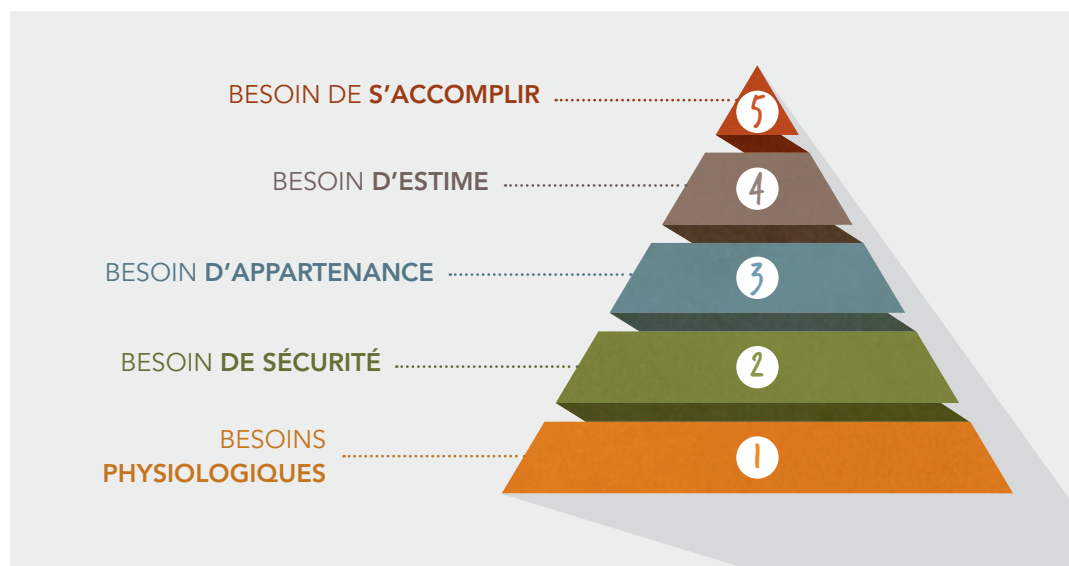 BESOIN DE S’ACCOMPLIR
5
BESOIN D’ESTIME
4
BESOIN D’APPARTENANCE
3
BESOIN DE SÉCURITÉ
2
BESOINS
PHYSIOLOGIQUES
1